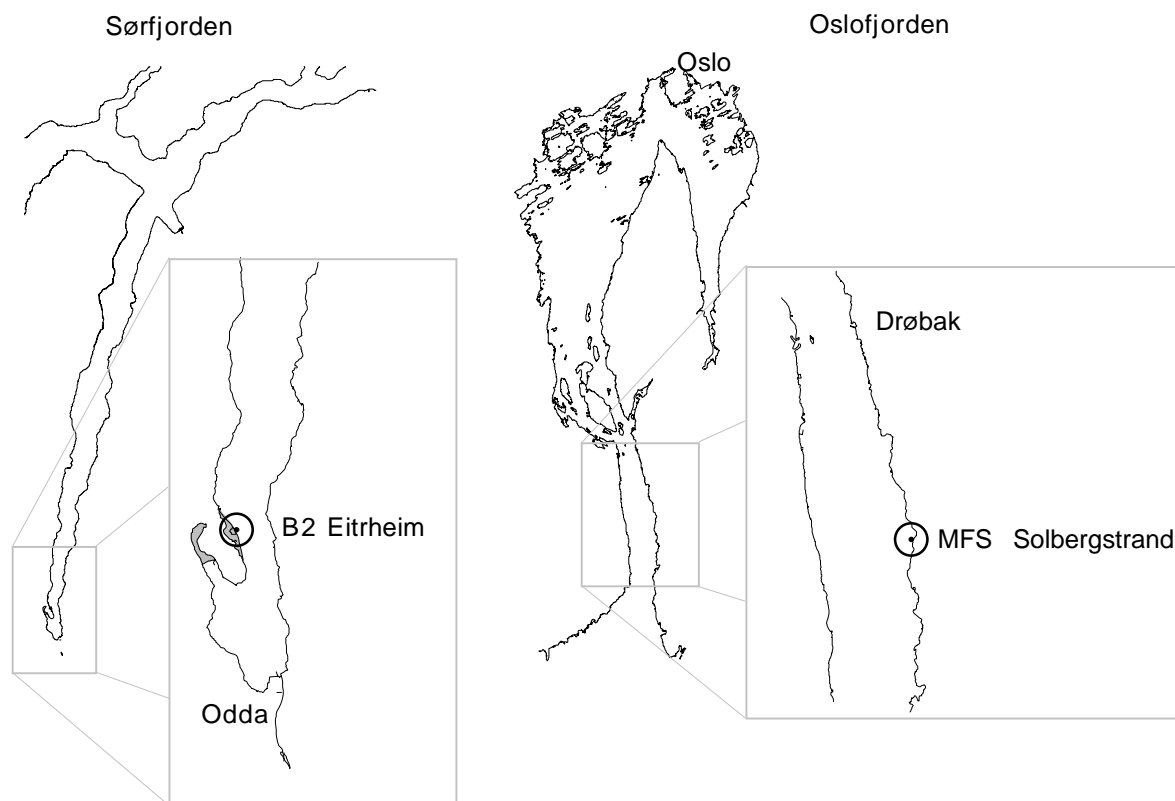 Sørfjorden
Oslofjorden
Oslo
Drøbak
B2 Eitrheim
MFS Solbergstrand
Odda